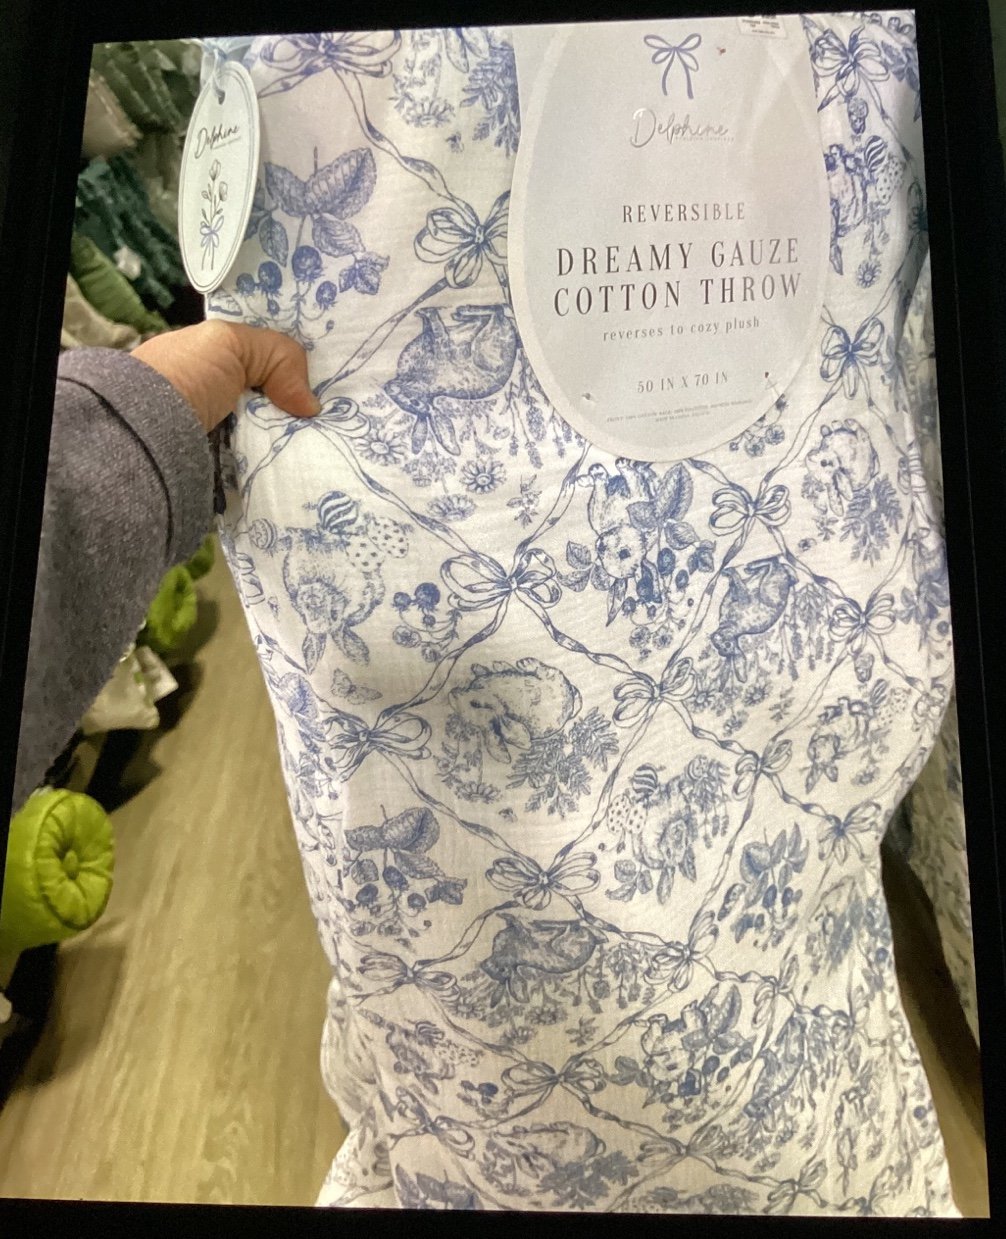 Delphine
Delphine
REVERSIBLE
DREAMY GAUZE
COTTON THROW
reverses to cozy plush
50 IN X 70 IN